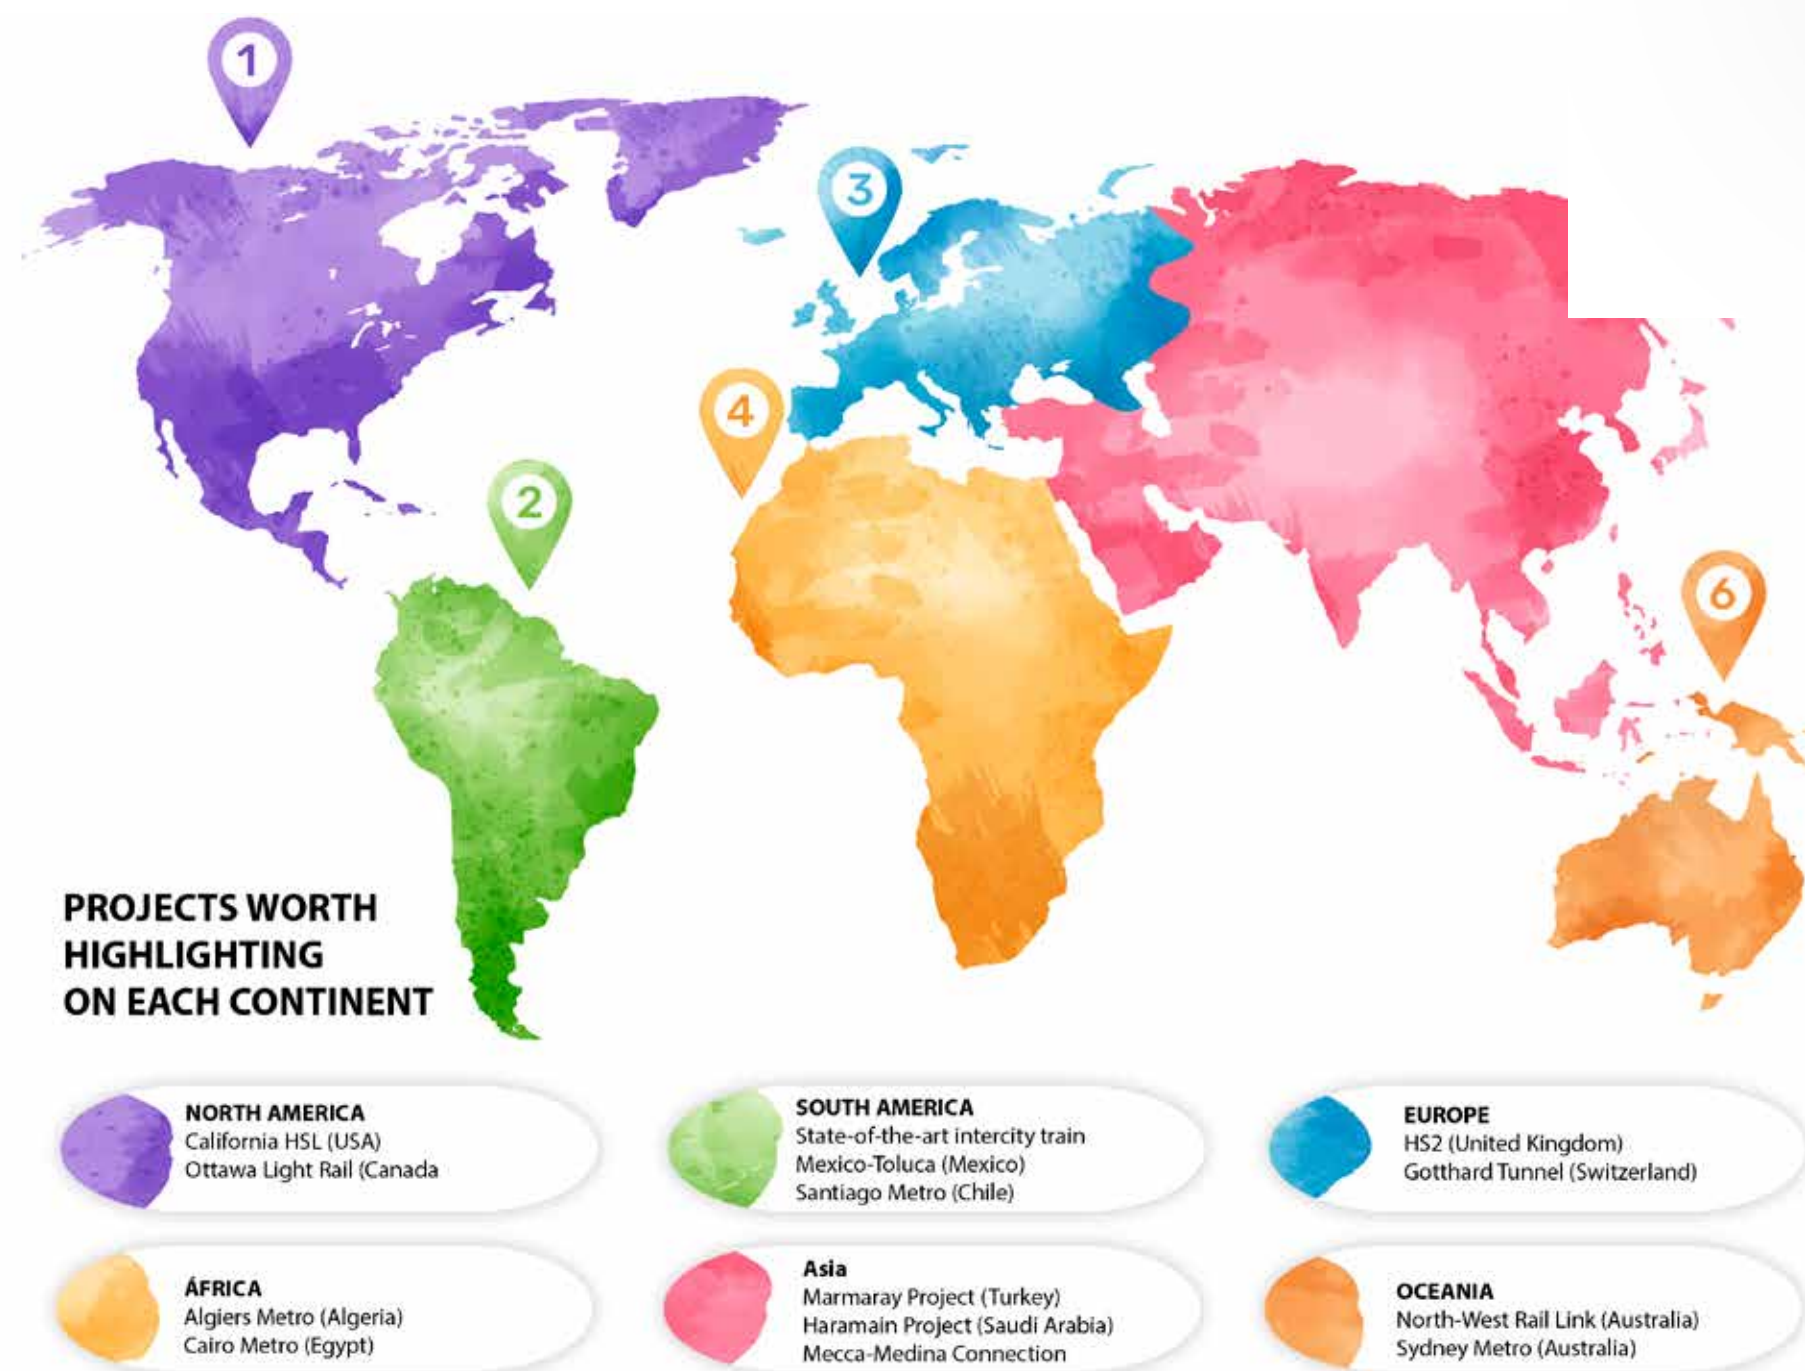 1
2
3
4
6
PROJECTS WORTH
HIGHLIGHTING
ON EACH CONTINENT
NORTH AMERICA
California HSL (USA)
Ottawa Light Rail (Canada
SOUTH AMERICA
State-of-the-art intercity train
Mexico-Toluca (Mexico)
Santiago Metro (Chile)
EUROPE
HS2 (United Kingdom)
Gotthard Tunnel (Switzerland)
ÁFRICA
Algiers Metro (Algeria)
Cairo Metro (Egypt)
Asia
Marmaray Project (Turkey)
Haramain Project (Saudi Arabia)
Mecca-Medina Connection
OCEANIA
North-West Rail Link (Australia)
Sydney Metro (Australia)